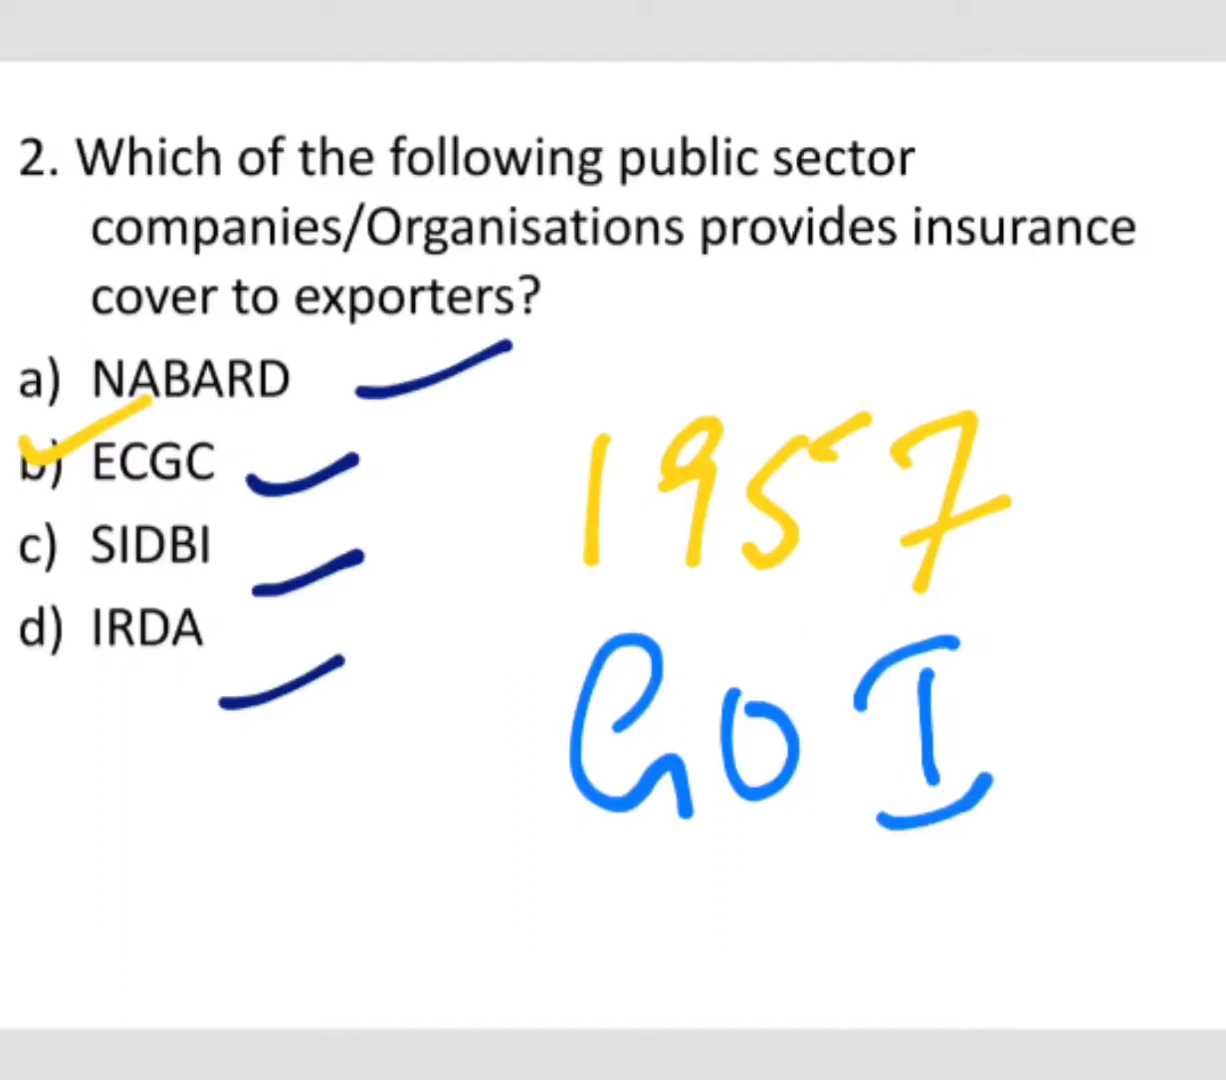 2. Which of the following public sector
companies/Organisations provides insurance
cover to exporters?
a) NABARD
b) ECGC
c) SIDBI
d) IRDA
1957
GOI